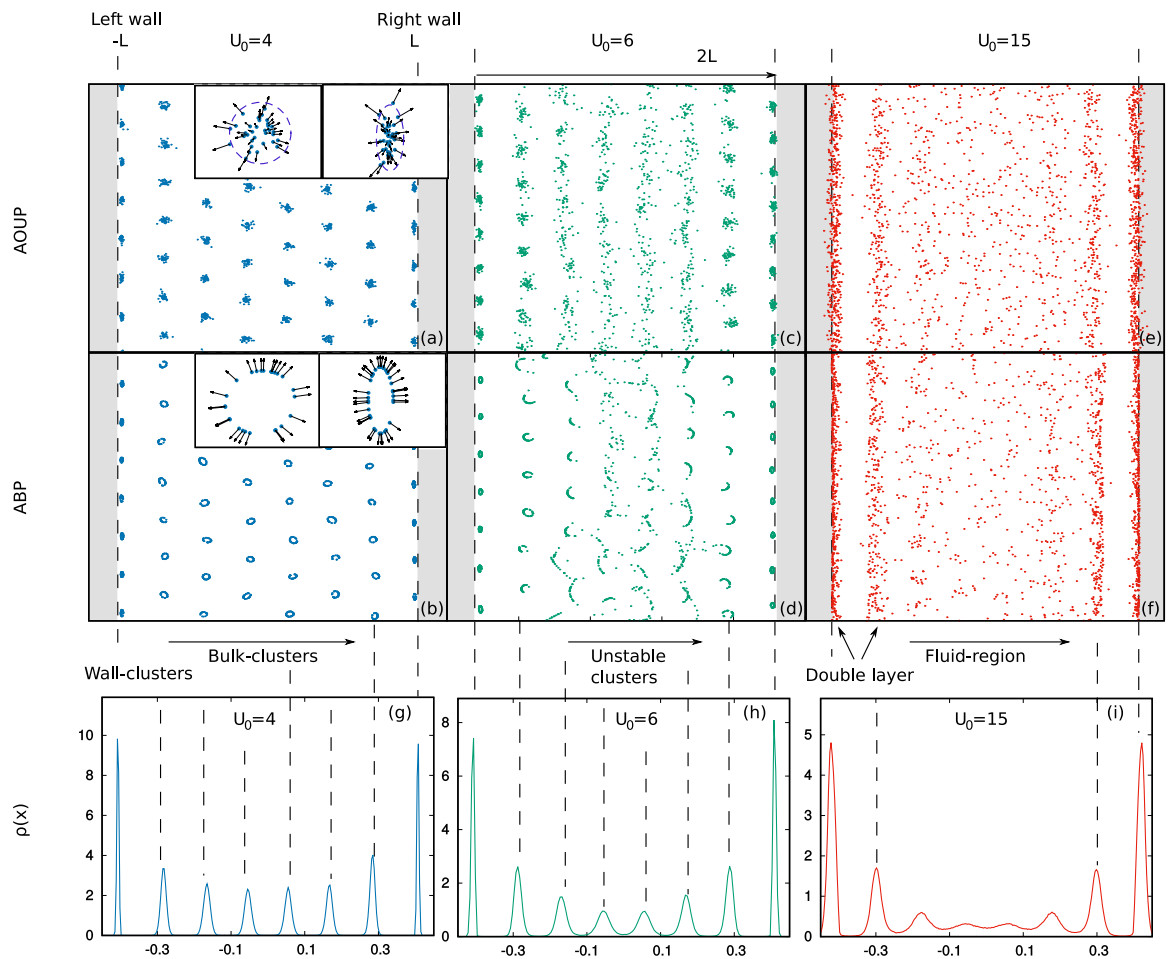 Left wall
Right wall
-L
U0=4
L
U0=6
U0=15
2L
AOUP
(a)
(c)
(e)
ABP
(b)
(d)
(f)
Bulk-clusters
Unstable
clusters
Fluid-region
Wall-clusters
Double layer
ρ(x)
U0=4
(g)
10
8
6
4
2
0
-0.3
-0.1
0.1
0.3
U0=6
(h)
8
6
4
2
0
-0.3
-0.1
0.1
0.3
U0=15
(i)
5
4
3
2
1
0
-0.3
-0.1
0.1
0.3